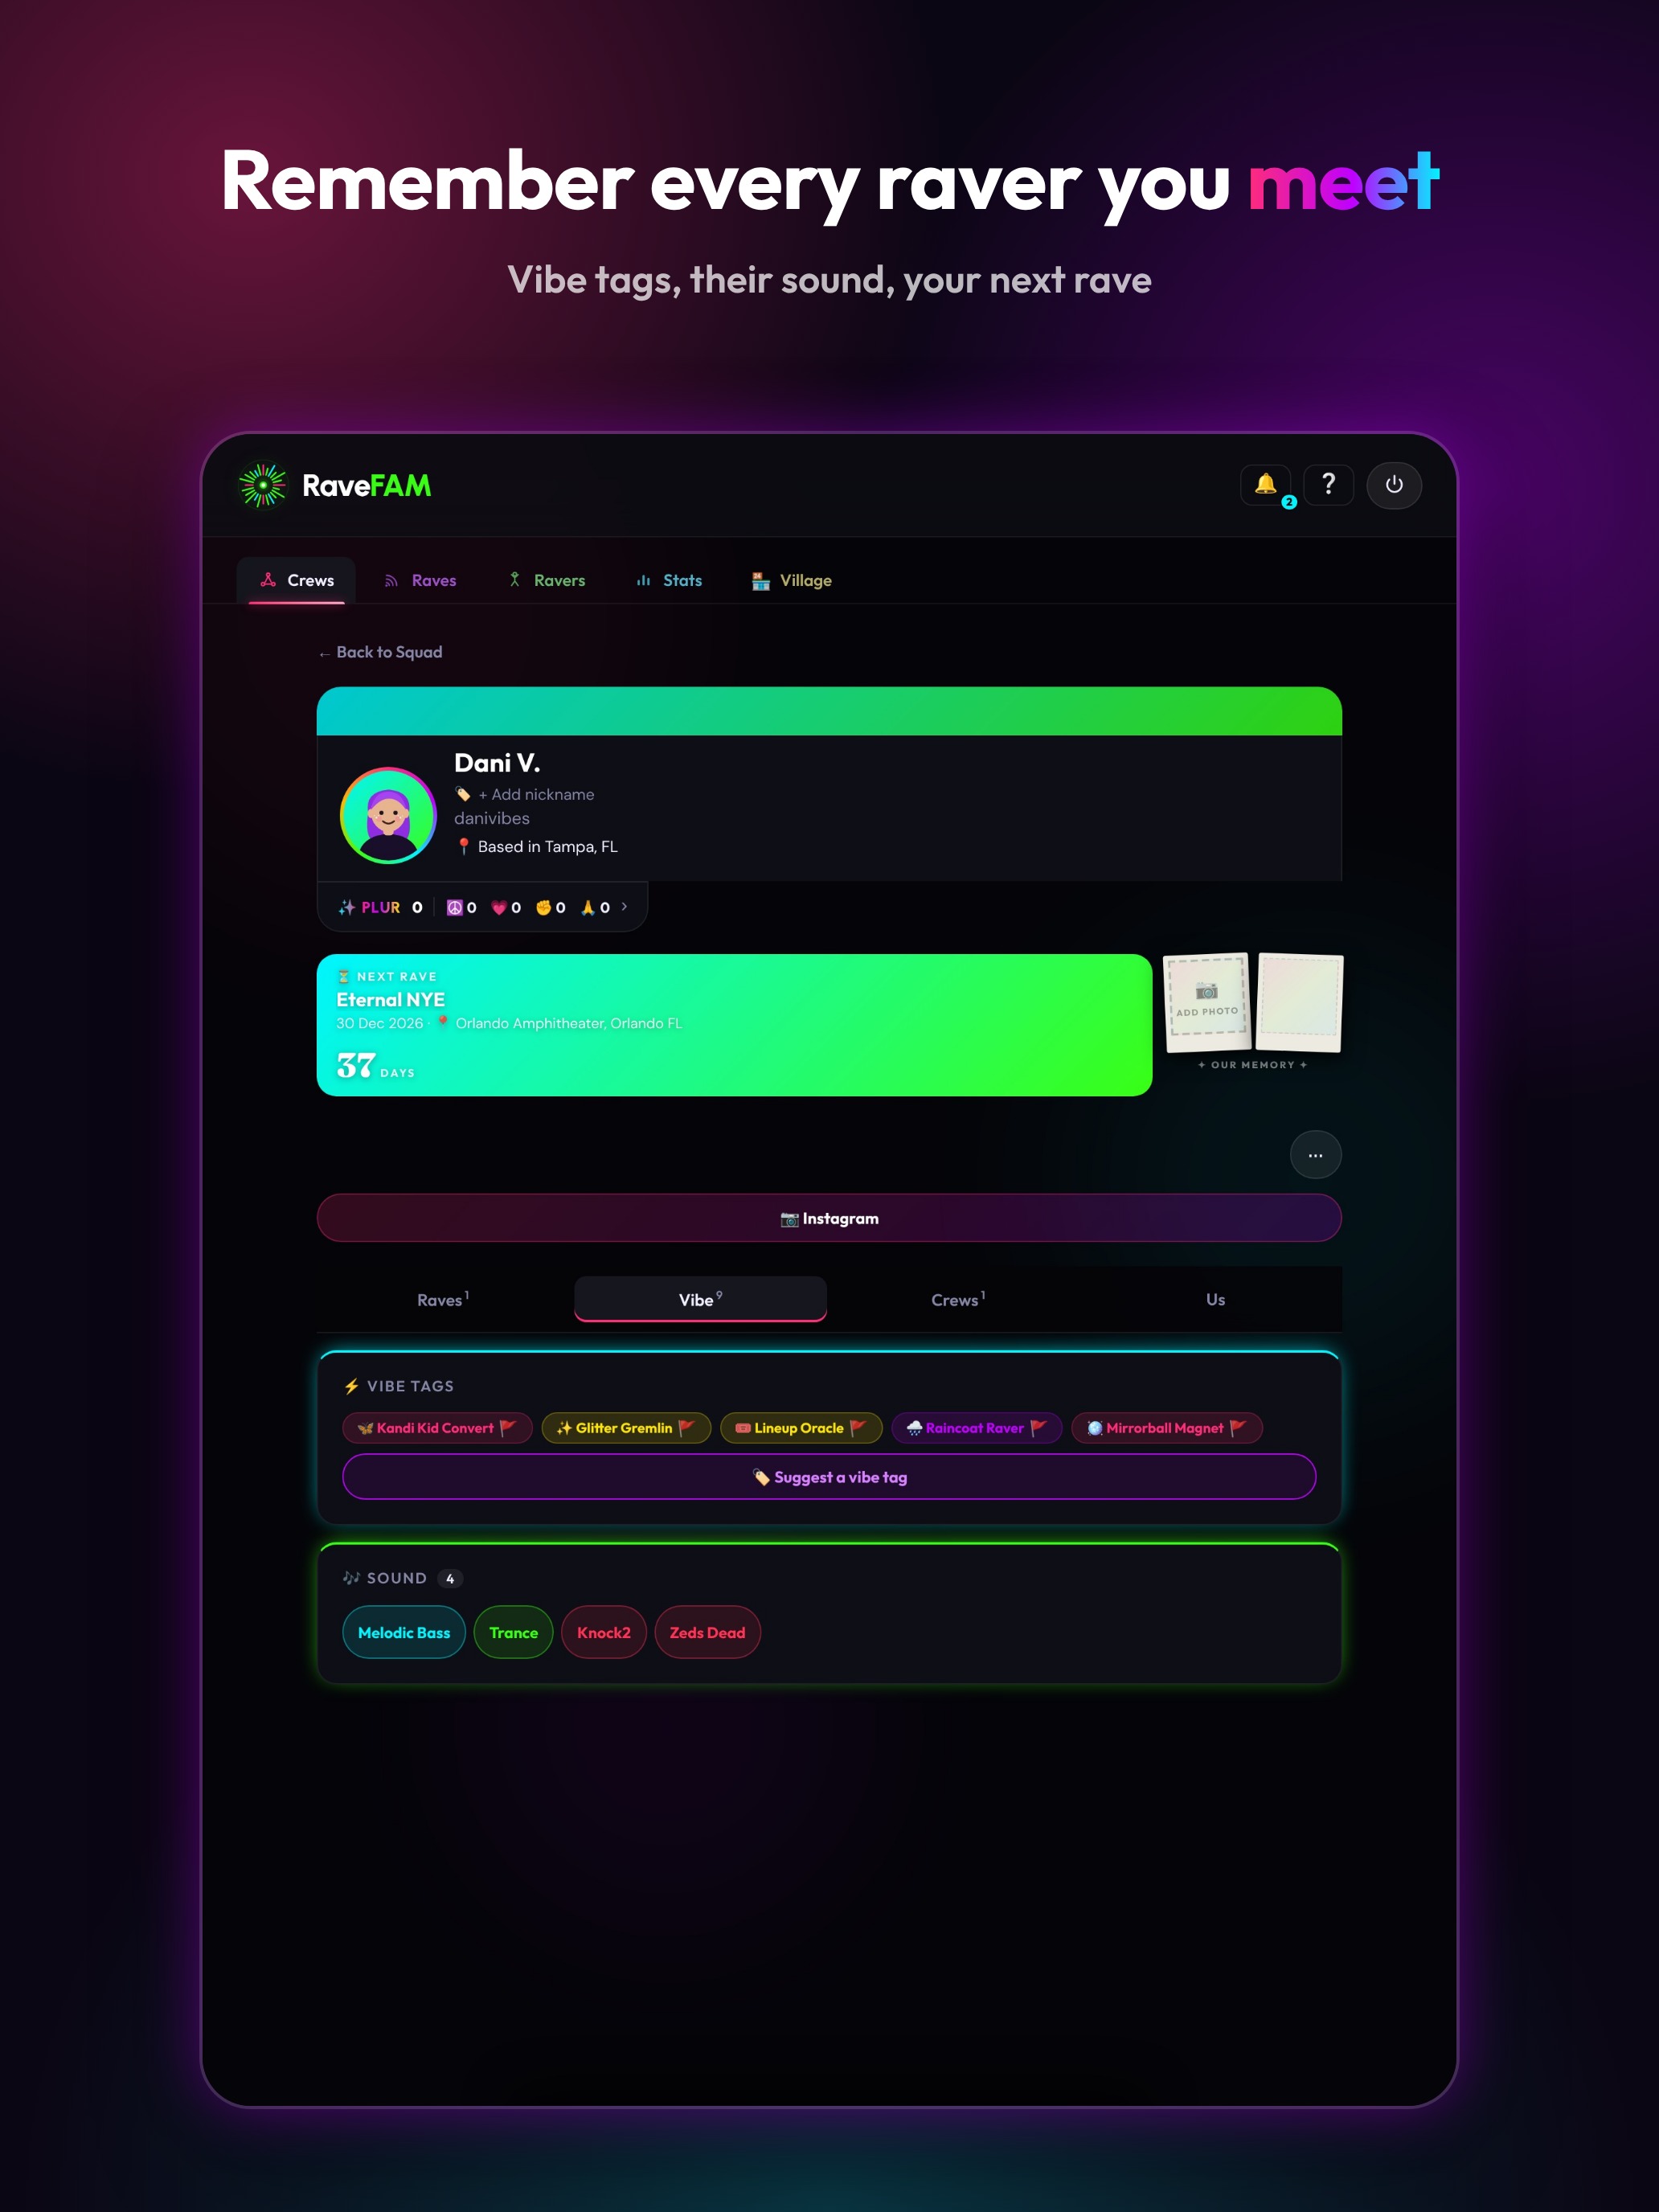 Remember every raver you meet
Vibe tags, their sound, your next rave
RaveFAM
2
?
Crews
Raves
Ravers
Stats
Village
← Back to Squad
Dani V.
+ Add nickname
danivibes
Based in Tampa, FL
PLUR 0 0 0 0 0 ›
NEXT RAVE
Eternal NYE
30 Dec 2026 · Orlando Amphitheater, Orlando FL
37 DAYS
ADD PHOTO
✦ OUR MEMORY ✦
...
Instagram
Raves 1
Vibe 9
Crews 1
Us
VIBE TAGS
Kandi Kid Convert
Glitter Gremlin
Lineup Oracle
Raincoat Raver
Mirrorball Magnet
Suggest a vibe tag
SOUND 4
Melodic Bass
Trance
Knock2
Zeds Dead